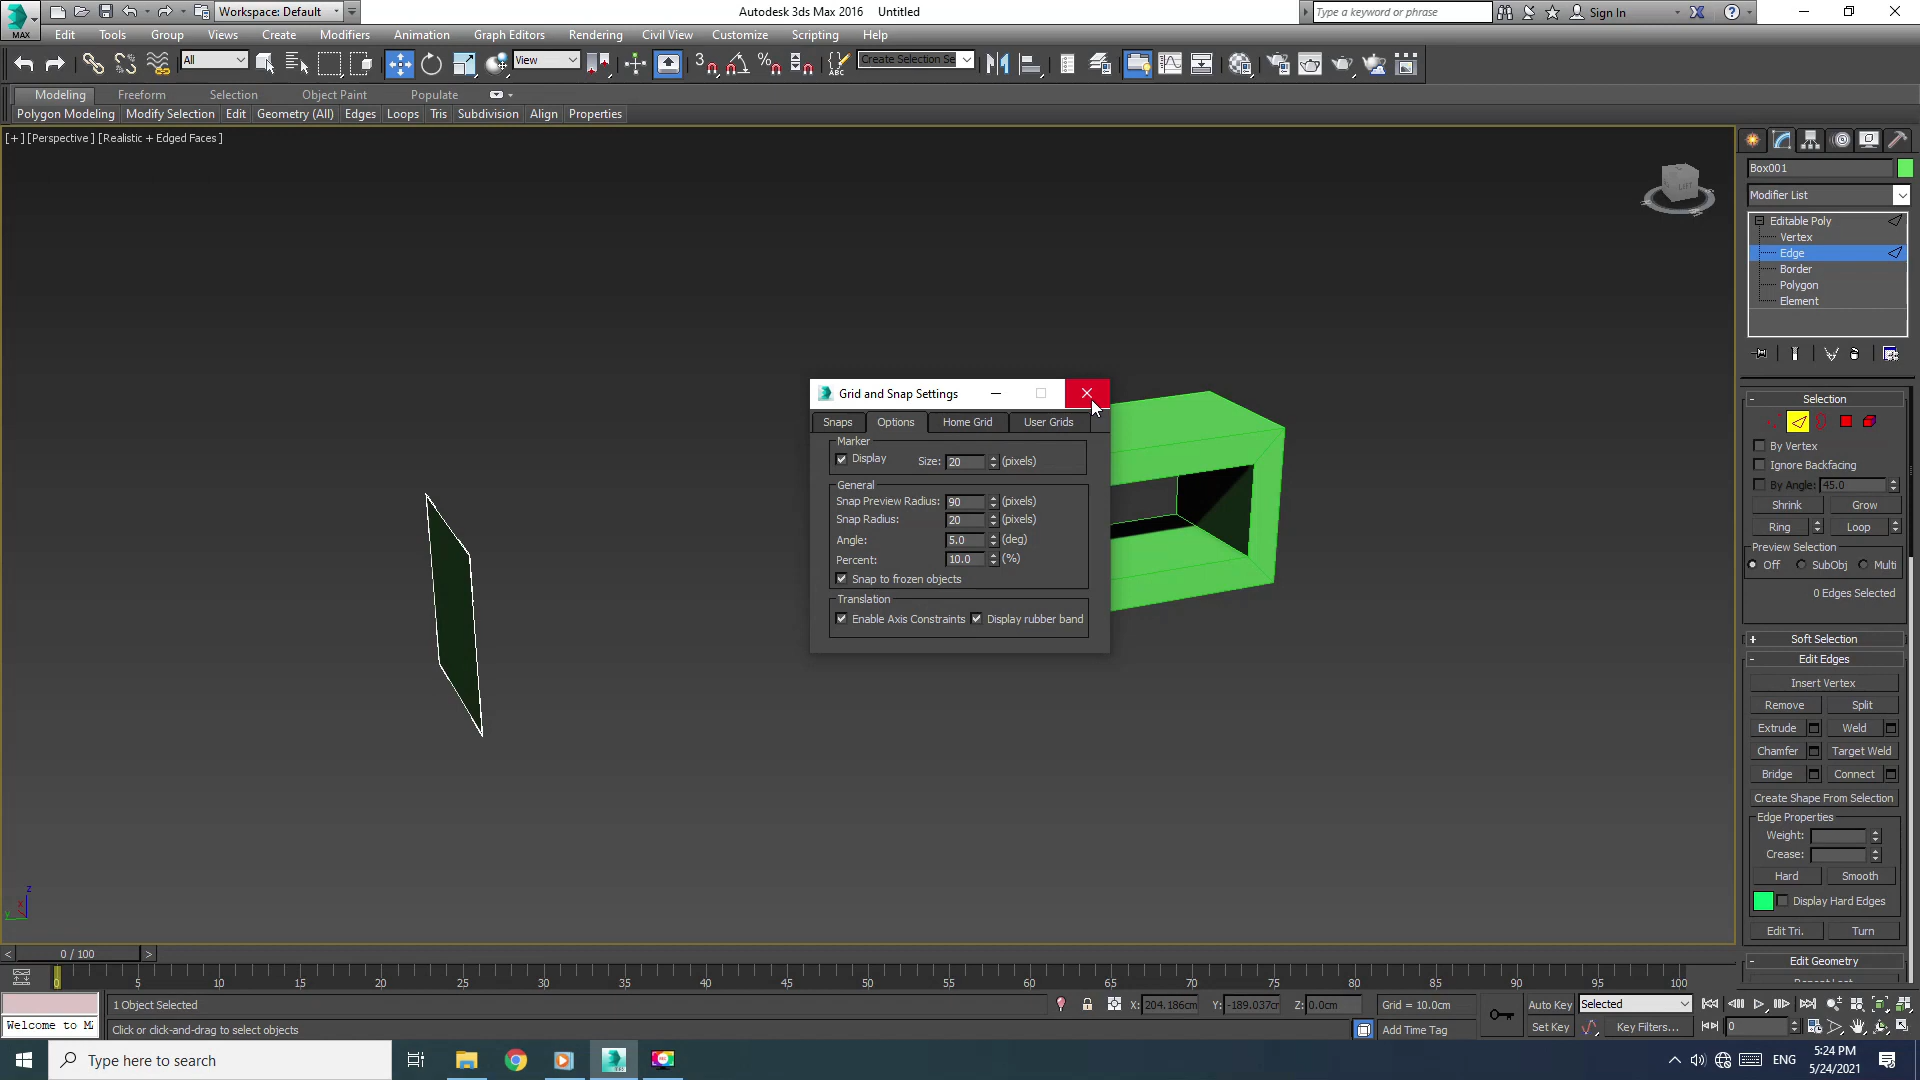 Workspace: Default
Autodesk 3ds Max 2016 Untitled
Type a keyword or phrase
Sign In
MAX
Edit Tools Group Views Create Modifiers Animation Graph Editors Rendering Civil View Customize Scripting Help
All
View
3
ABC
Create Selection Se
Modeling Freeform Selection Object Paint Populate
Polygon Modeling Modify Selection Edit Geometry (All) Edges Loops Tris Subdivision Align Properties
[+] [Perspective] [Realistic + Edged Faces]
LEFT
Box001
Modifier List
Editable Poly
Vertex
Edge
Border
Polygon
Element
Grid and Snap Settings
Snaps Options Home Grid User Grids
Marker
Display Size: 20 (pixels)
General
Snap Preview Radius: 90 (pixels)
Snap Radius: 20 (pixels)
Angle: 5.0 (deg)
Percent: 10.0 (%)
Snap to frozen objects
Translation
Enable Axis Constraints Display rubber band
Selection
By Vertex
Ignore Backfacing
By Angle: 45.0
Shrink Grow
Ring Loop
Preview Selection
Off SubObj Multi
0 Edges Selected
Soft Selection
Edit Edges
Insert Vertex
Remove Split
Extrude Weld
Chamfer Target Weld
Bridge Connect
Create Shape From Selection
Edge Properties
Weight:
Crease:
Hard Smooth
Display Hard Edges
Edit Tri. Turn
Edit Geometry
z
x
y
0 / 100
0 5 10 15 20 25 30 35 40 45 50 55 60 65 70 75 80 85 90 95 100
1 Object Selected
X: 204.186cm Y: -189.037cm Z: 0.0cm Grid = 10.0cm
Auto Key Selected
Welcome to M
Click or click-and-drag to select objects
Add Time Tag
Set Key Key Filters... 0
Type here to search
ENG
5:24 PM
5/24/2021